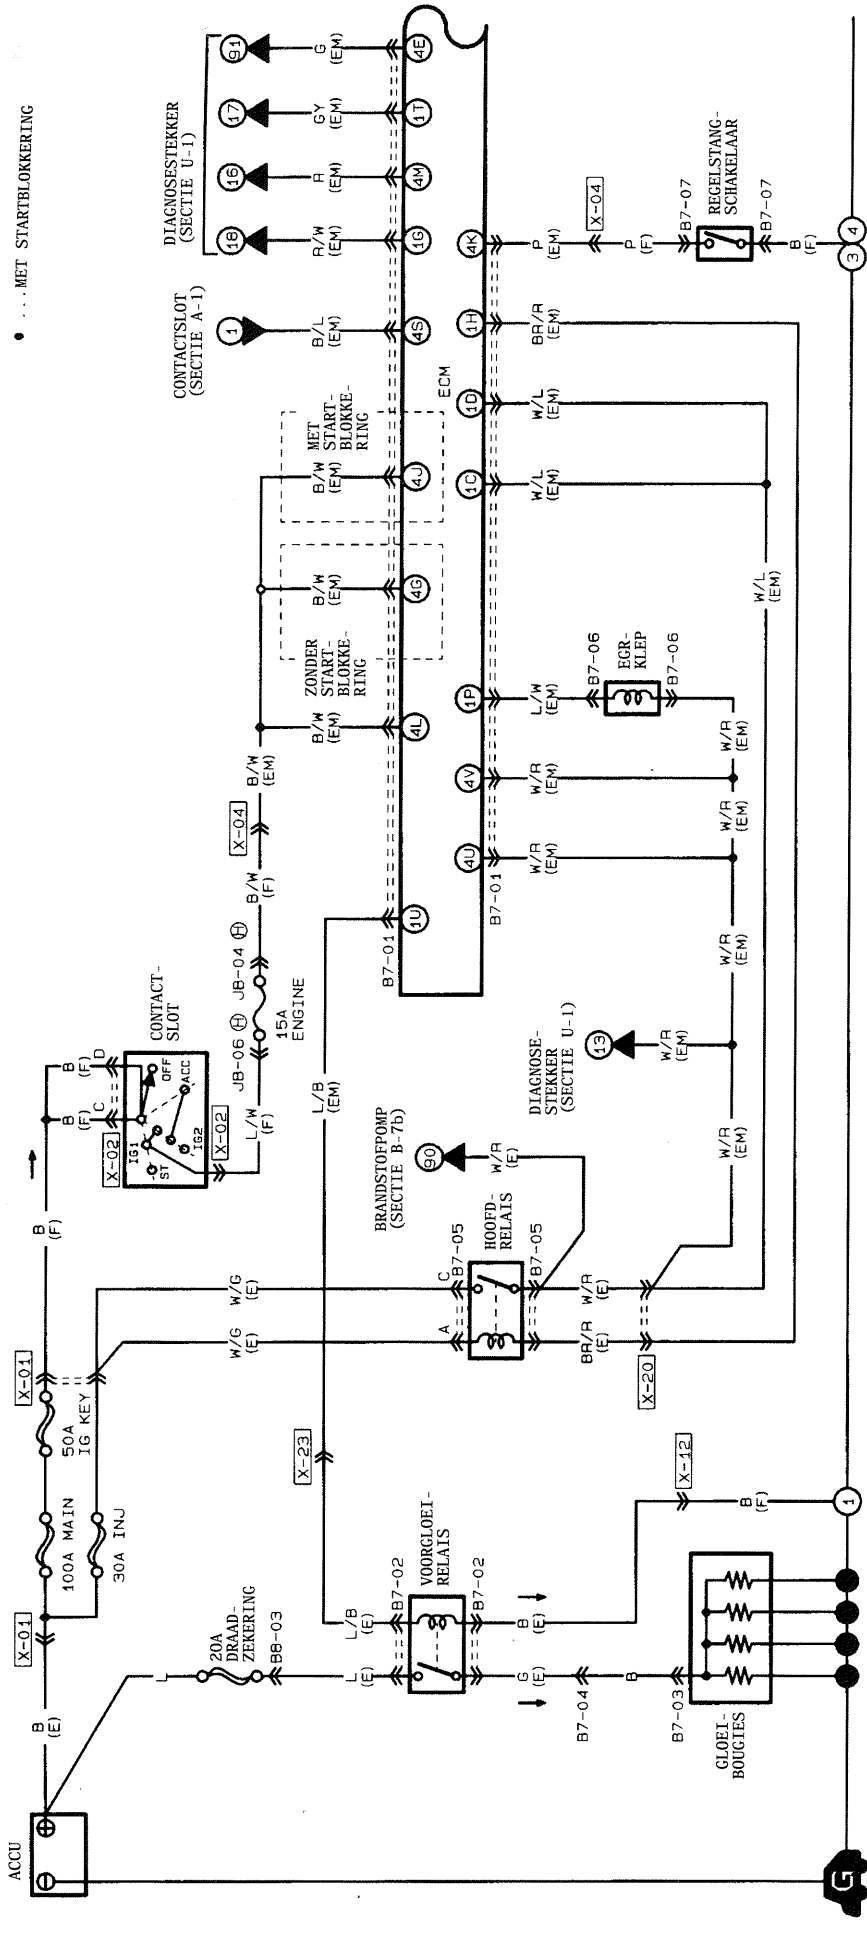 ● ...MET STARTBLOKKERING
ACCU
B
(E)
X-01
100A MAIN
30A INJ
50A
IG KEY
X-01
B
(F)
B
(F)
B
(F)
C
D
X-02
CONTACT-
SLOT
OFF
ACC
IG1
IG2
ST
X-02
L/W
(F)
JB-06 H
15A
ENGINE
JB-04 H
B/W
(F)
X-04
B/W
(EM)
B/W
(EM)
B/W
(EM)
B/W
(EM)
ZONDER
START-
BLOKKE-
RING
MET
START-
BLOKKE-
RING
CONTACTSLOT
(SECTIE A-1)
1
B/L
(EM)
DIAGNOSESTEKKER
(SECTIE U-1)
18
16
17
91
R/W
(EM)
R
(EM)
GY
(EM)
G
(EM)
B7-01
1U
4L
4G
4J
4S
1G
4M
1T
4E
ECM
B7-01
4U
4V
1P
1C
1D
1H
4K
W/R
(EM)
W/R
(EM)
L/W
(EM)
W/L
(EM)
W/L
(EM)
BR/R
(EM)
P
(EM)
X-04
P
(F)
B7-07
REGELSTANG-
SCHAKELAAR
B7-07
B
(F)
3
4
B7-06
EGR-
KLEP
B7-06
W/R
(EM)
W/R
(EM)
W/R
(EM)
W/R
(EM)
W/L
(EM)
DIAGNOSE-
STEKKER
(SECTIE U-1)
13
W/R
(EM)
BRANDSTOFPOMP
(SECTIE B-7b)
90
W/R
(E)
W/G
(E)
W/G
(E)
A
C
B7-05
HOOFD-
RELAIS
B7-05
W/R
(E)
BR/R
(E)
X-20
L/B
(EM)
X-23
L/B
(E)
L
20A
DRAAD-
ZEKERING
B8-03
L
(E)
B7-02
VOORGLOEI-
RELAIS
B7-02
G
(E)
B
(E)
B7-04
B
B7-03
GLOEI-
BOUGIES
X-12
B
(F)
1
G